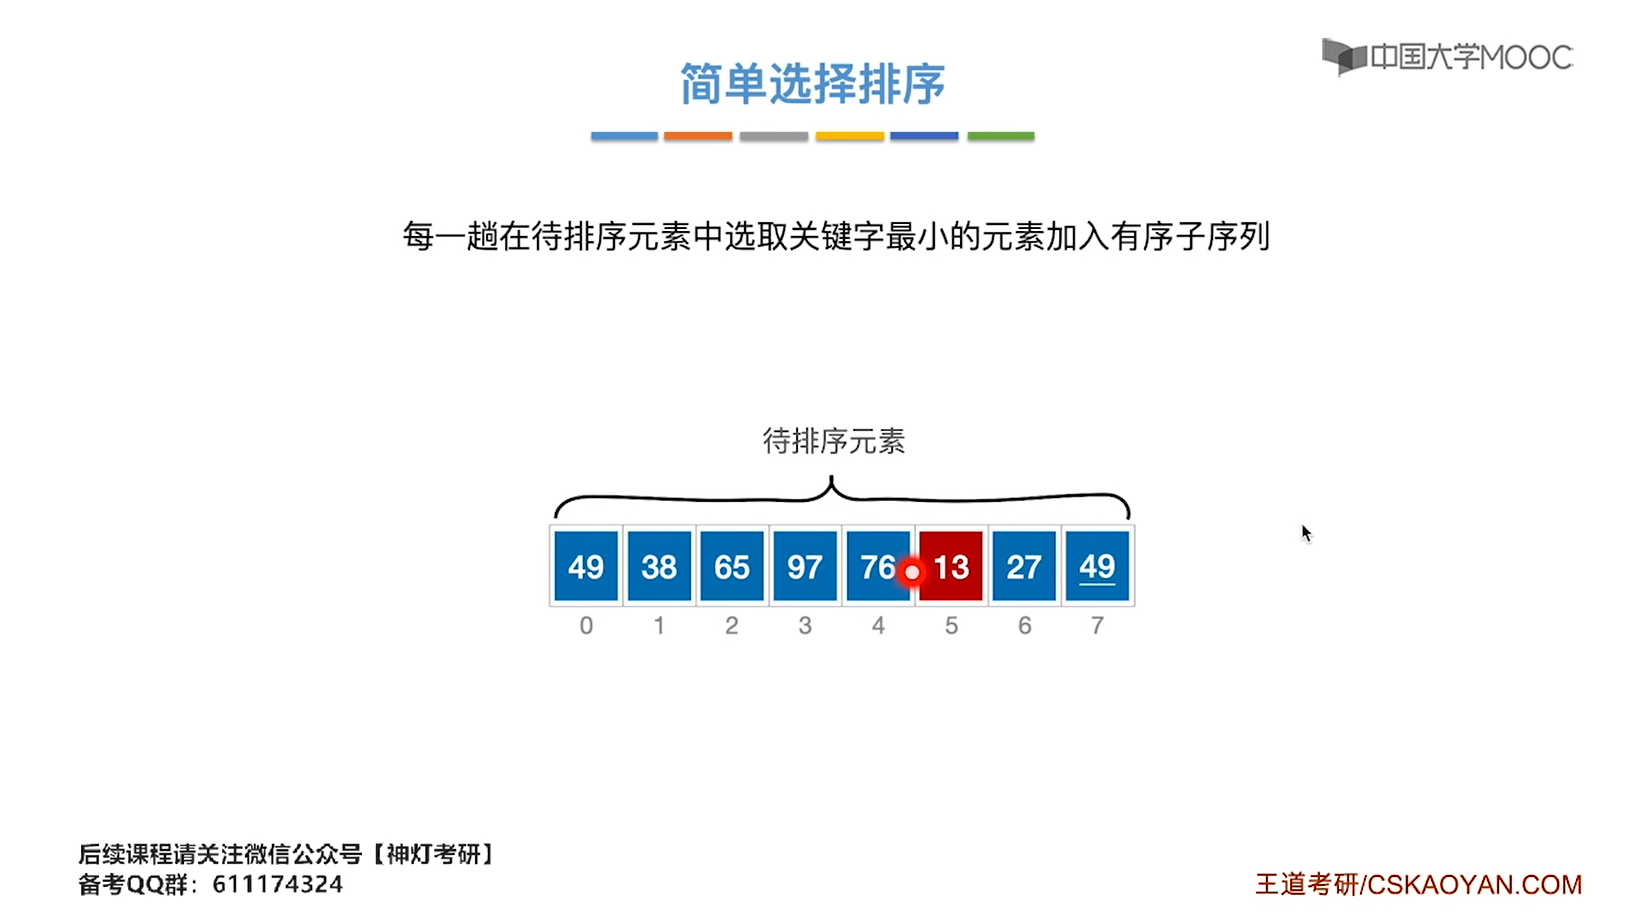 中国大学MOOC
简单选择排序
每一趟在待排序元素中选取关键字最小的元素加入有序子序列
待排序元素
49 38 65 97 76 13 27 49
0 1 2 3 4 5 6 7
后续课程请关注微信公众号【神灯考研】
备考QQ群：611174324
王道考研/CSKAOYAN.COM